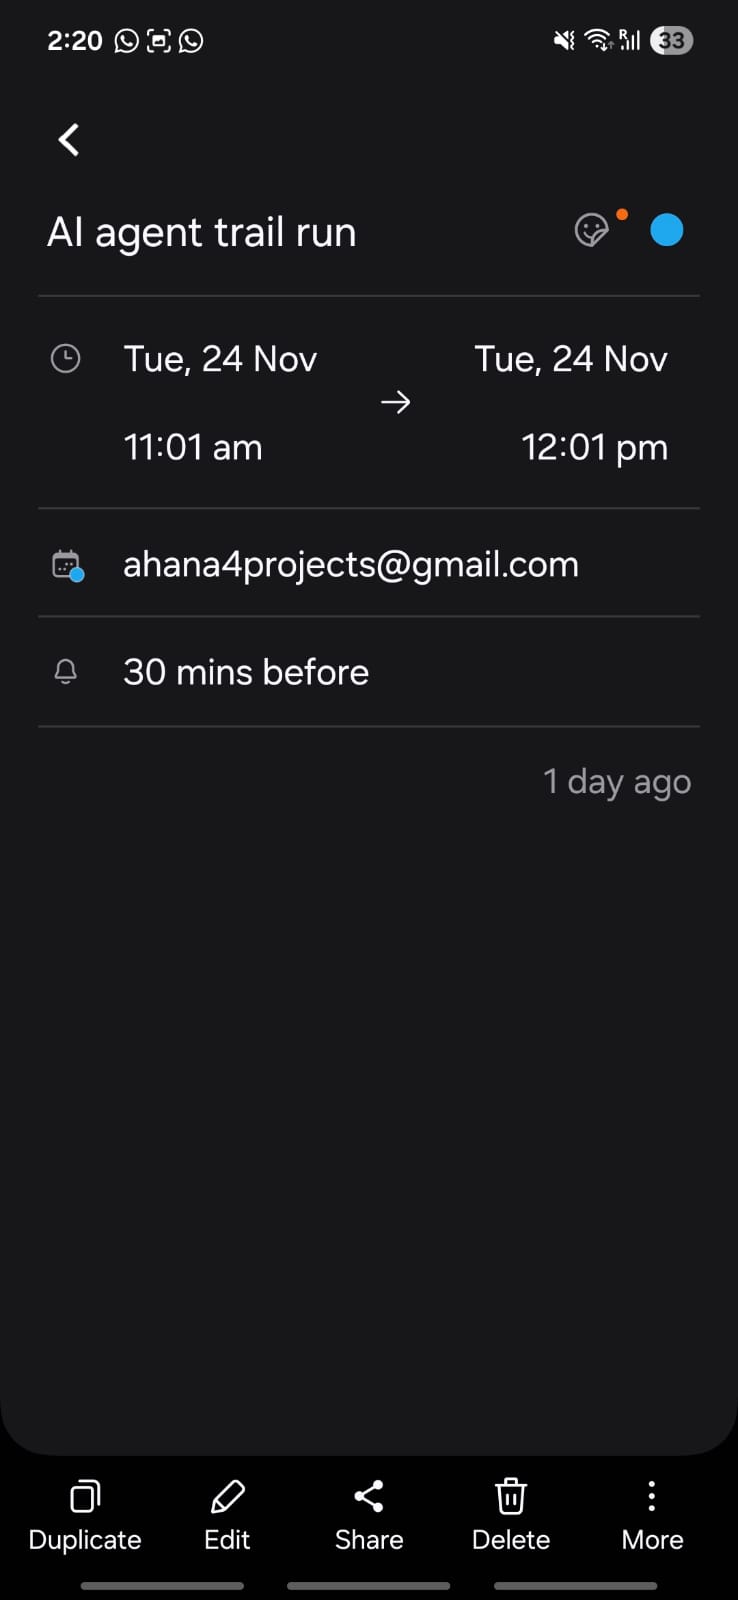 2:20
R
33
AI agent trail run
Tue, 24 Nov
Tue, 24 Nov
11:01 am
12:01 pm
ahana4projects@gmail.com
30 mins before
1 day ago
Duplicate
Edit
Share
Delete
More